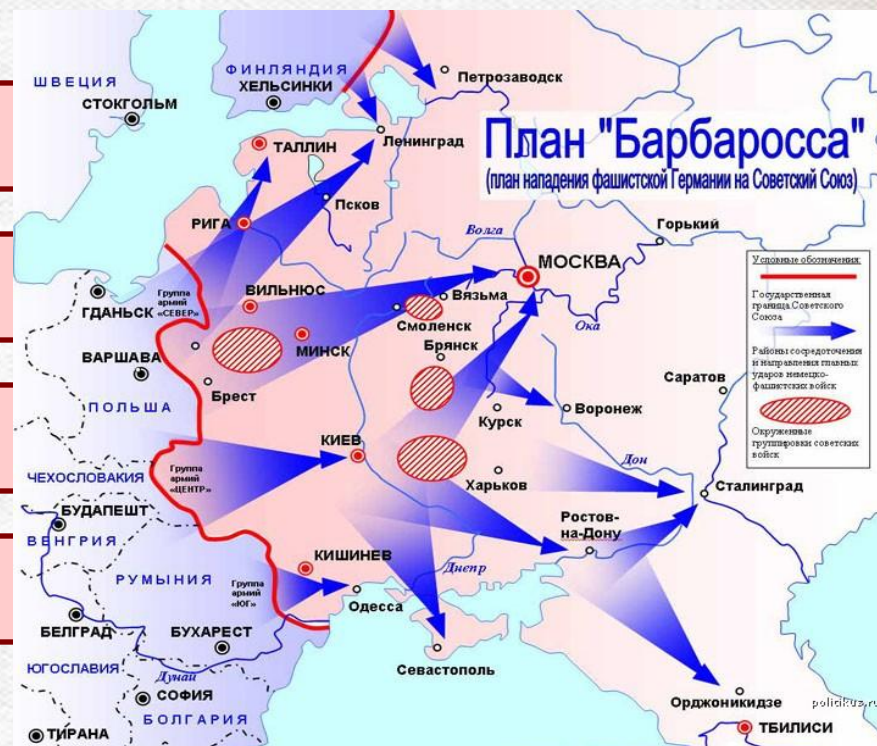 План "Барбаросса"
(план нападения фашистской Германии на Советский Союз)
ШВЕЦИЯ
СТОКГОЛЬМ
ФИНЛЯНДИЯ
ХЕЛЬСИНКИ
Петрозаводск
ТАЛЛИН
Ленинград
Псков
РИГА
Волга
Горький
МОСКВА
ВИЛЬНЮС
Вязьма
ГДАНЬСК
Группа
армий
«СЕВЕР»
Смоленск
Ока
МИНСК
Брянск
ВАРШАВА
Брест
Саратов
ПОЛЬША
Курск
Воронеж
КИЕВ
Дон
Группа
армий
«ЦЕНТР»
Харьков
Сталинград
ЧЕХОСЛОВАКИЯ
БУДАПЕШТ
ВЕНГРИЯ
Ростов-
на-Дону
КИШИНЕВ
Днепр
РУМЫНИЯ
Группа
армий
«ЮГ»
Одесса
БЕЛГРАД
БУХАРЕСТ
Севастополь
ЮГОСЛАВИЯ
Дунай
СОФИЯ
БОЛГАРИЯ
Орджоникидзе
ТИРАНА
ТБИЛИСИ
Условные обозначения:
Государственная
граница Советского
Союза
Районы сосредоточения
и направления главных
ударов немецко-
фашистских войск
Окруженные
группировки советских
войск
politikus.ru